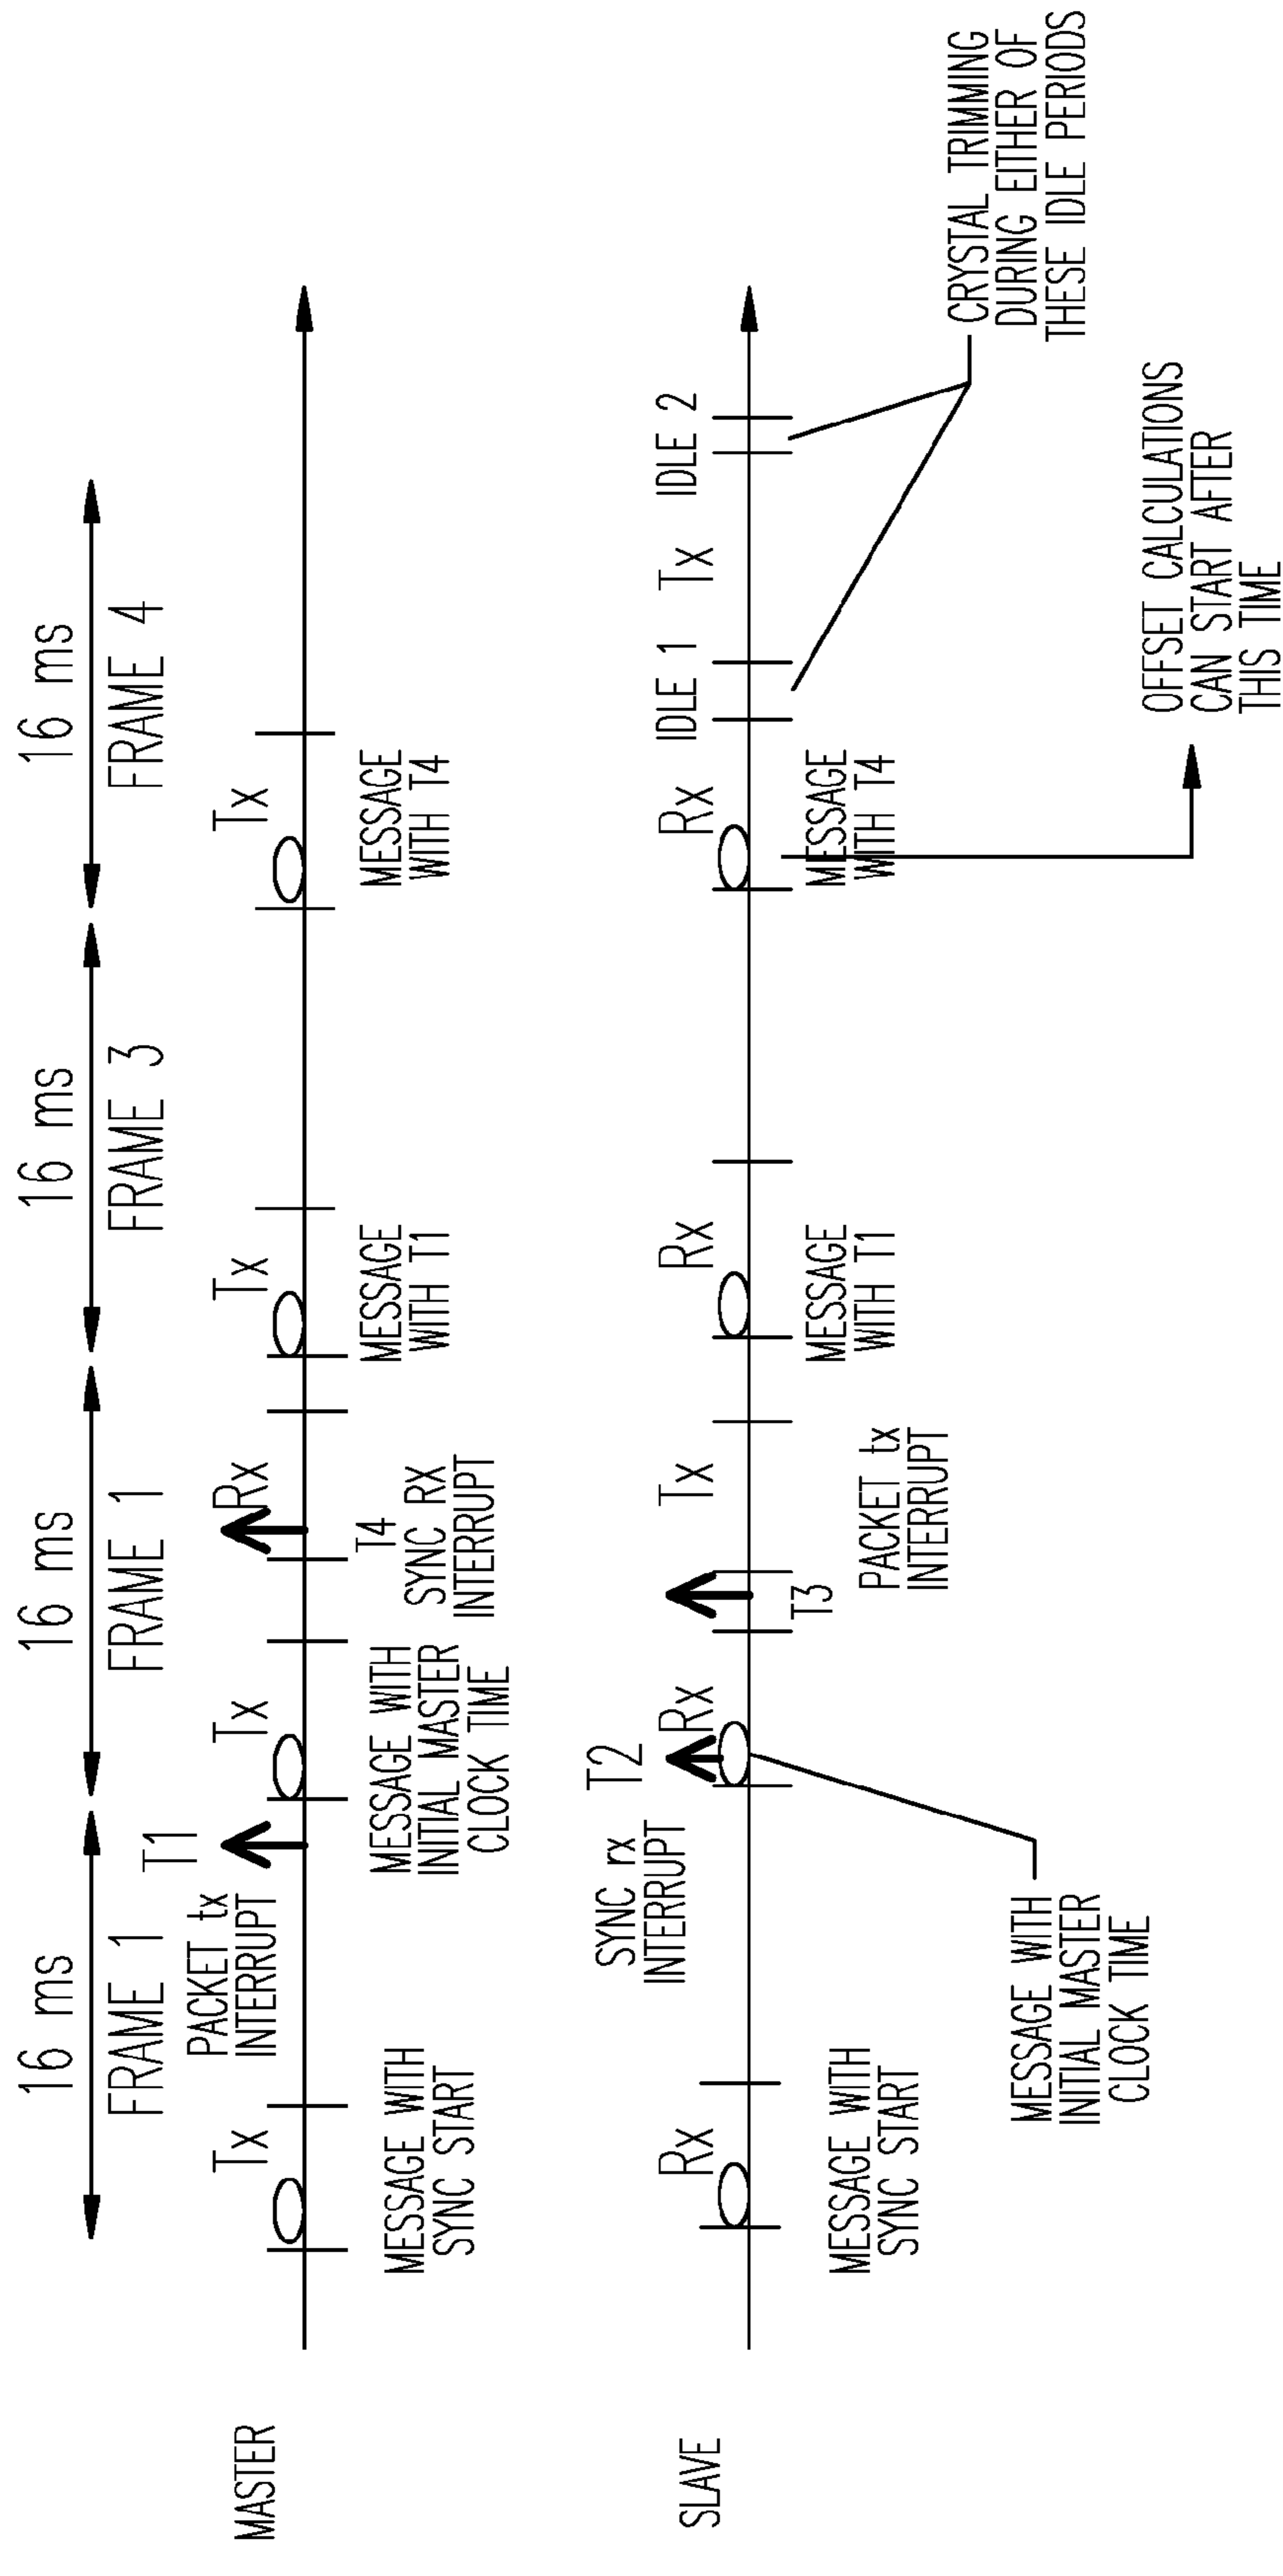 16 ms
FRAME 1
16 ms
FRAME 1
16 ms
FRAME 3
16 ms
FRAME 4
MASTER
Tx
MESSAGE WITH
SYNC START
PACKET tx
INTERRUPT
T1
Tx
MESSAGE WITH
INITIAL MASTER
CLOCK TIME
Rx
T4
SYNC RX
INTERRUPT
Tx
MESSAGE
WITH T1
Tx
MESSAGE
WITH T4
SLAVE
Rx
MESSAGE WITH
SYNC START
SYNC rx
INTERRUPT
T2
Rx
MESSAGE WITH
INITIAL MASTER
CLOCK TIME
T3
Tx
PACKET tx
INTERRUPT
Rx
MESSAGE
WITH T1
Rx
MESSAGE
WITH T4
IDLE 1
Tx
IDLE 2
OFFSET CALCULATIONS
CAN START AFTER
THIS TIME
CRYSTAL TRIMMING
DURING EITHER OF
THESE IDLE PERIODS